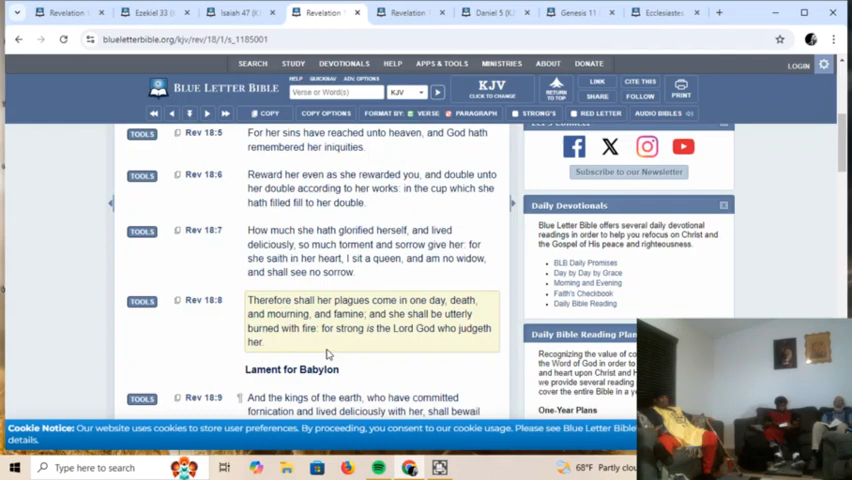 Revelation 1
Ezekiel 33 (
Isaiah 47 (K
Revelation 
Revelation 1
Daniel 5 (KJ
Genesis 11 :
Ecclesiastes
blueletterbible.org/kjv/rev/18/1/s_1185001
SEARCH STUDY DEVOTIONALS HELP APPS & TOOLS MINISTRIES ABOUT DONATE
LOGIN
BLUE LETTER BIBLE
HELP QUICKNAV ADV. OPTIONS
Verse or Word(s)
KJV
KJV
CLICK TO CHANGE
RETURN
TO TOP
LINK
SHARE
CITE THIS
FOLLOW
PRINT
COPY COPY OPTIONS FORMAT BY: VERSE PARAGRAPH STRONG'S RED LETTER AUDIO BIBLES
TOOLS Rev 18:5 For her sins have reached unto heaven, and God hath
remembered her iniquities.
TOOLS Rev 18:6 Reward her even as she rewarded you, and double unto
her double according to her works: in the cup which she
hath filled fill to her double.
TOOLS Rev 18:7 How much she hath glorified herself, and lived
deliciously, so much torment and sorrow give her: for
she saith in her heart, I sit a queen, and am no widow,
and shall see no sorrow.
TOOLS Rev 18:8 Therefore shall her plagues come in one day, death,
and mourning, and famine; and she shall be utterly
burned with fire: for strong is the Lord God who judgeth
her.
Lament for Babylon
TOOLS Rev 18:9 ¶ And the kings of the earth, who have committed
fornication and lived deliciously with her, shall bewail
Subscribe to our Newsletter
Daily Devotionals
Blue Letter Bible offers several daily devotional
readings in order to help you refocus on Christ and
the Gospel of His peace and righteousness.
BLB Daily Promises
Day by Day by Grace
Morning and Evening
Faith's Checkbook
Daily Bible Reading
Daily Bible Reading Plan
Recognizing the value of co
the Word of God in order to
and heart upon Christ and H
we provide several reading
cover the entire Bible in a y
One-Year Plans
Cookie Notice: Our website uses cookies to store user preferences. By proceeding, you consent to our cookie usage. Please see Blue Letter Bible
details.
Type here to search
68°F Partly clou